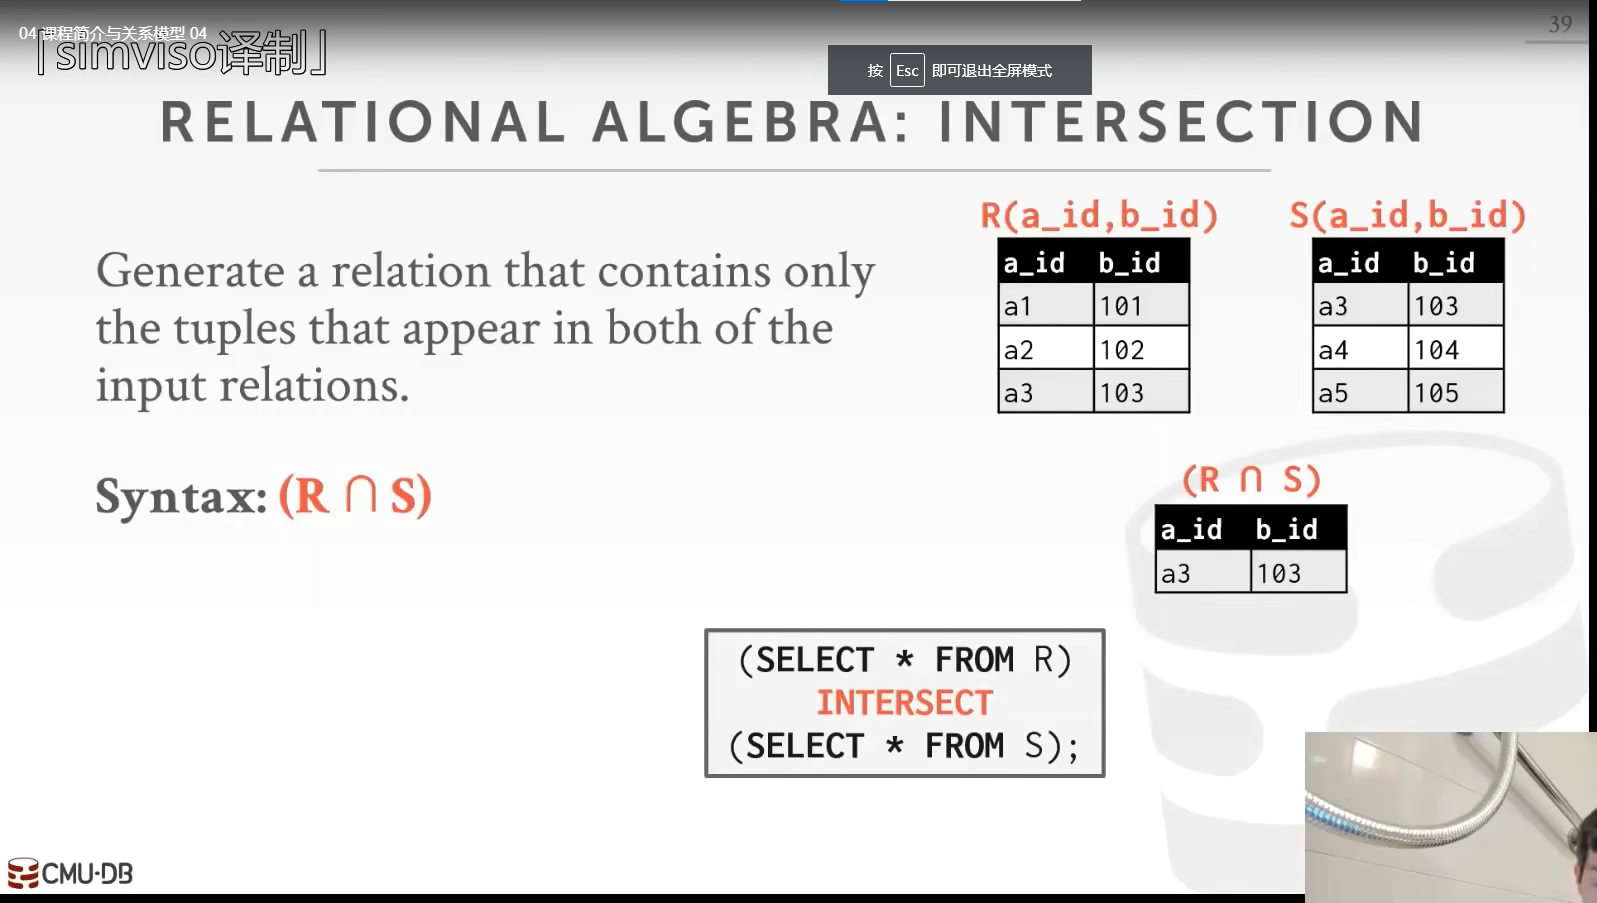 04 课程简介与关系模型 04
「simviso译制」
39
按 Esc 即可退出全屏模式
RELATIONAL ALGEBRA: INTERSECTION
Generate a relation that contains only
the tuples that appear in both of the
input relations.
Syntax: (R ∩ S)
R(a_id,b_id)
a_id b_id
a1 101
a2 102
a3 103
S(a_id,b_id)
a_id b_id
a3 103
a4 104
a5 105
(R ∩ S)
a_id b_id
a3 103
(SELECT * FROM R)
INTERSECT
(SELECT * FROM S);
CMU·DB